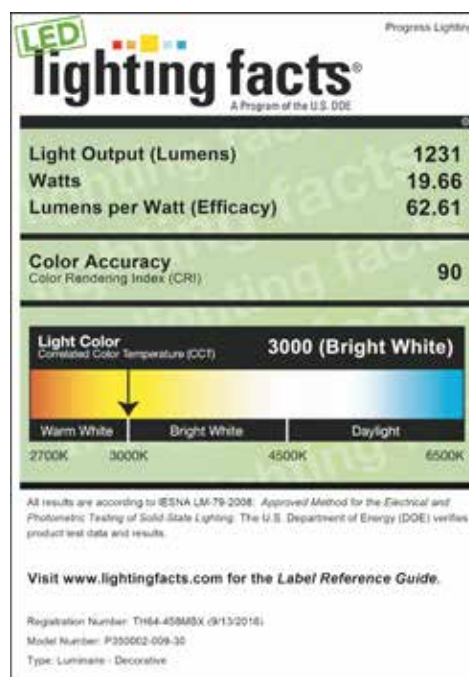 LED
Progress Lighting
lighting facts®
A Program of the U.S. DOE
Light Output (Lumens) 1231
Watts 19.66
Lumens per Watt (Efficacy) 62.61
Color Accuracy
Color Rendering Index (CRI) 90
Light Color
Correlated Color Temperature (CCT)
3000 (Bright White)
Warm White Bright White Daylight
2700K 3000K 4500K 6500K
All results are according to IESNA LM-79-2008: Approved Method for the Electrical and
Photometric Testing of Solid-State Lighting. The U.S. Department of Energy (DOE) verifies
product test data and results.
Visit www.lightingfacts.com for the Label Reference Guide.
Registration Number: (9/13/2016)
Model Number: P350002-009-30
Type: Luminaire - Decorative